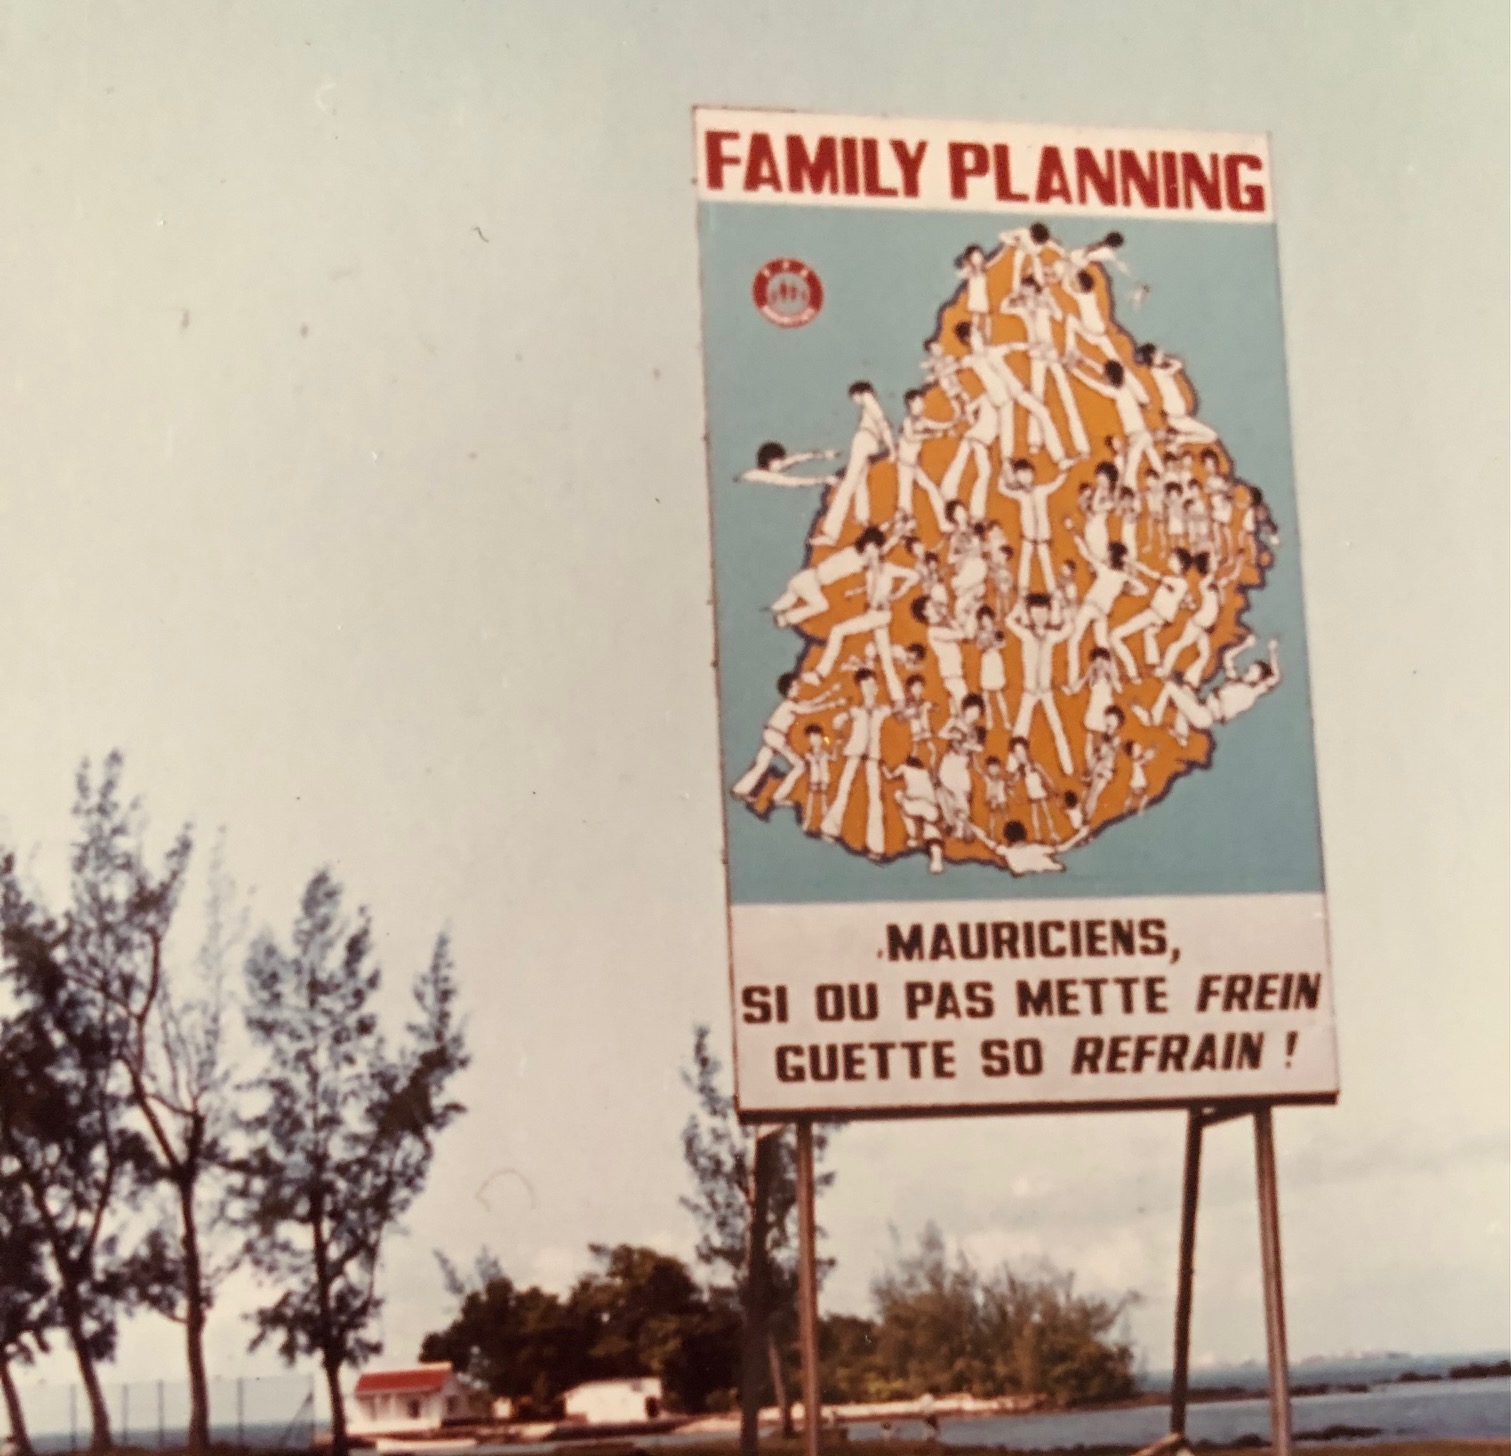 FAMILY PLANNING
MAURICIENS,
SI OU PAS METTE FREIN
GUETTE SO REFRAIN !